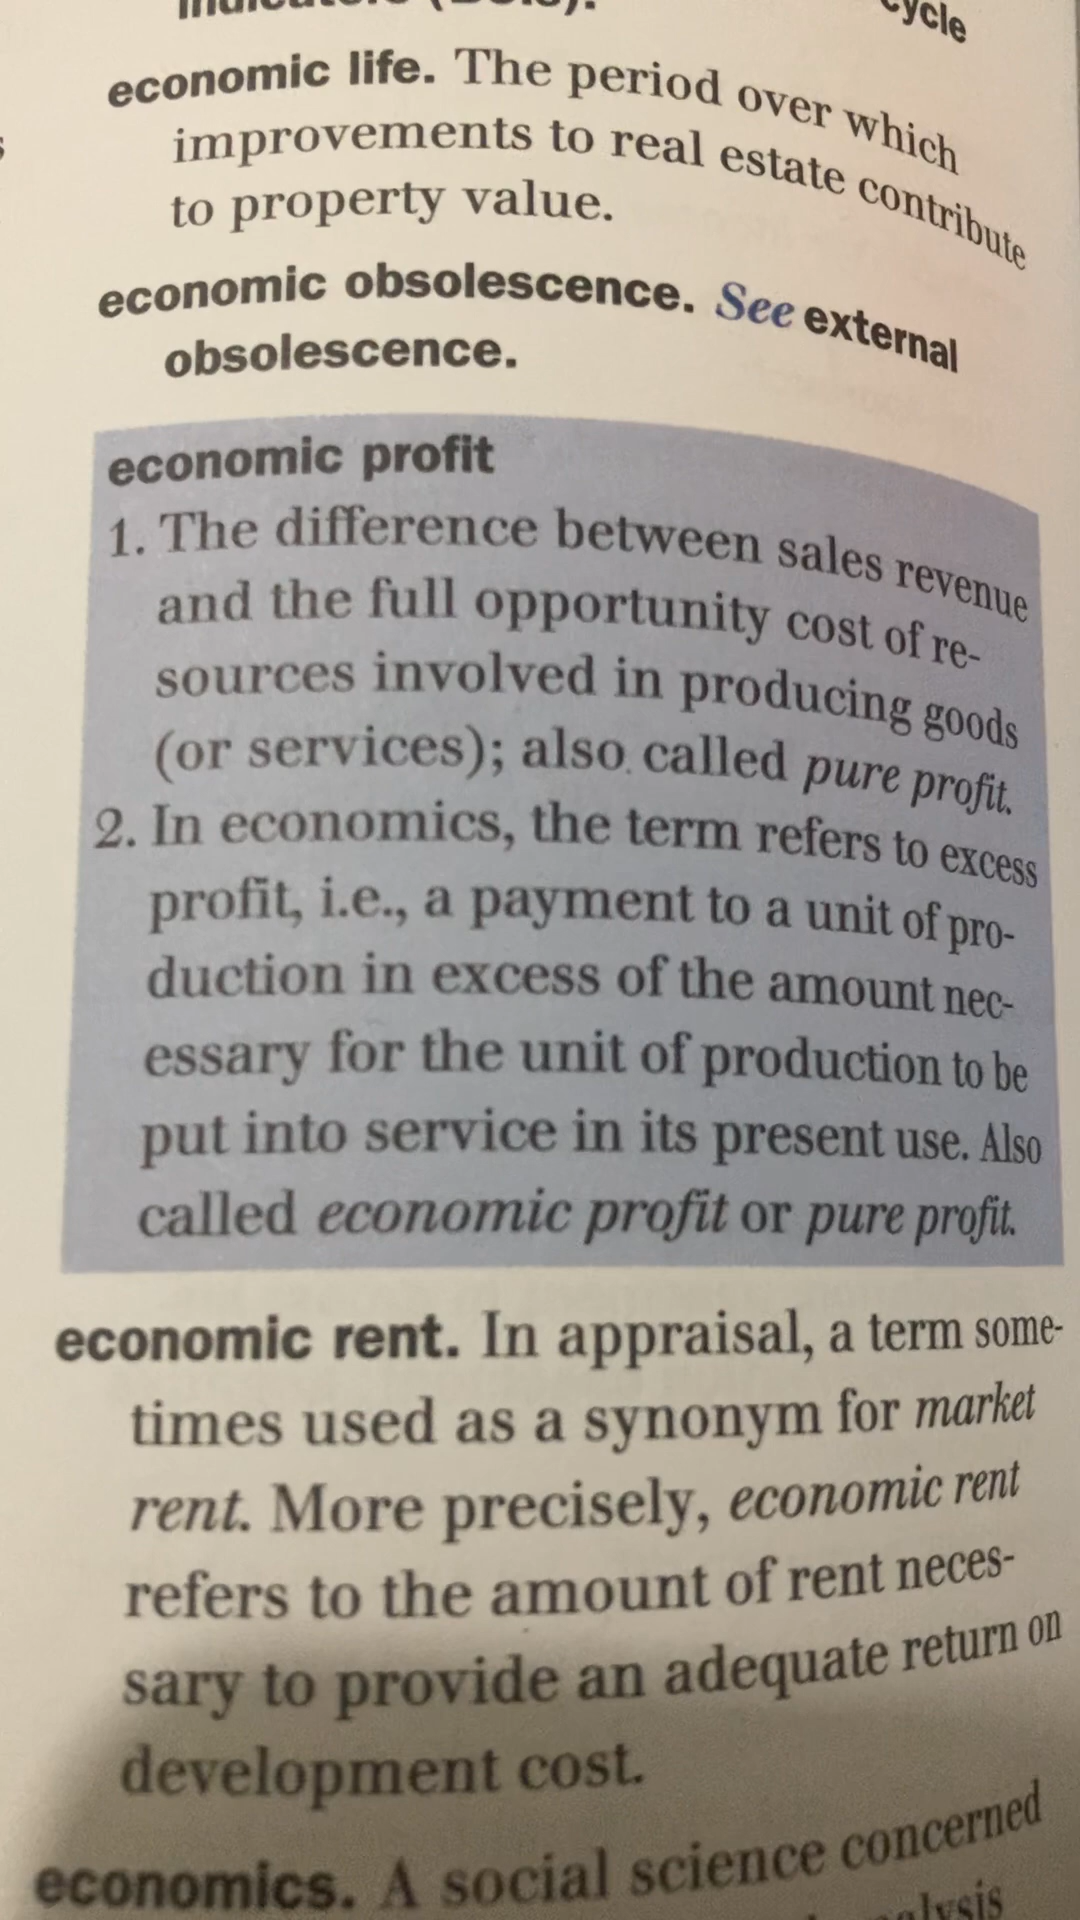 cycle
economic life. The period over which
improvements to real estate contribute
to property value.
economic obsolescence. See external
obsolescence.
economic profit
1. The difference between sales revenue
and the full opportunity cost of re-
sources involved in producing goods
(or services); also called pure profit.
2. In economics, the term refers to excess
profit, i.e., a payment to a unit of pro-
duction in excess of the amount nec-
essary for the unit of production to be
put into service in its present use. Also
called economic profit or pure profit.
economic rent. In appraisal, a term some-
times used as a synonym for market
rent. More precisely, economic rent
refers to the amount of rent neces-
sary to provide an adequate return on
development cost.
economics. A social science concerned